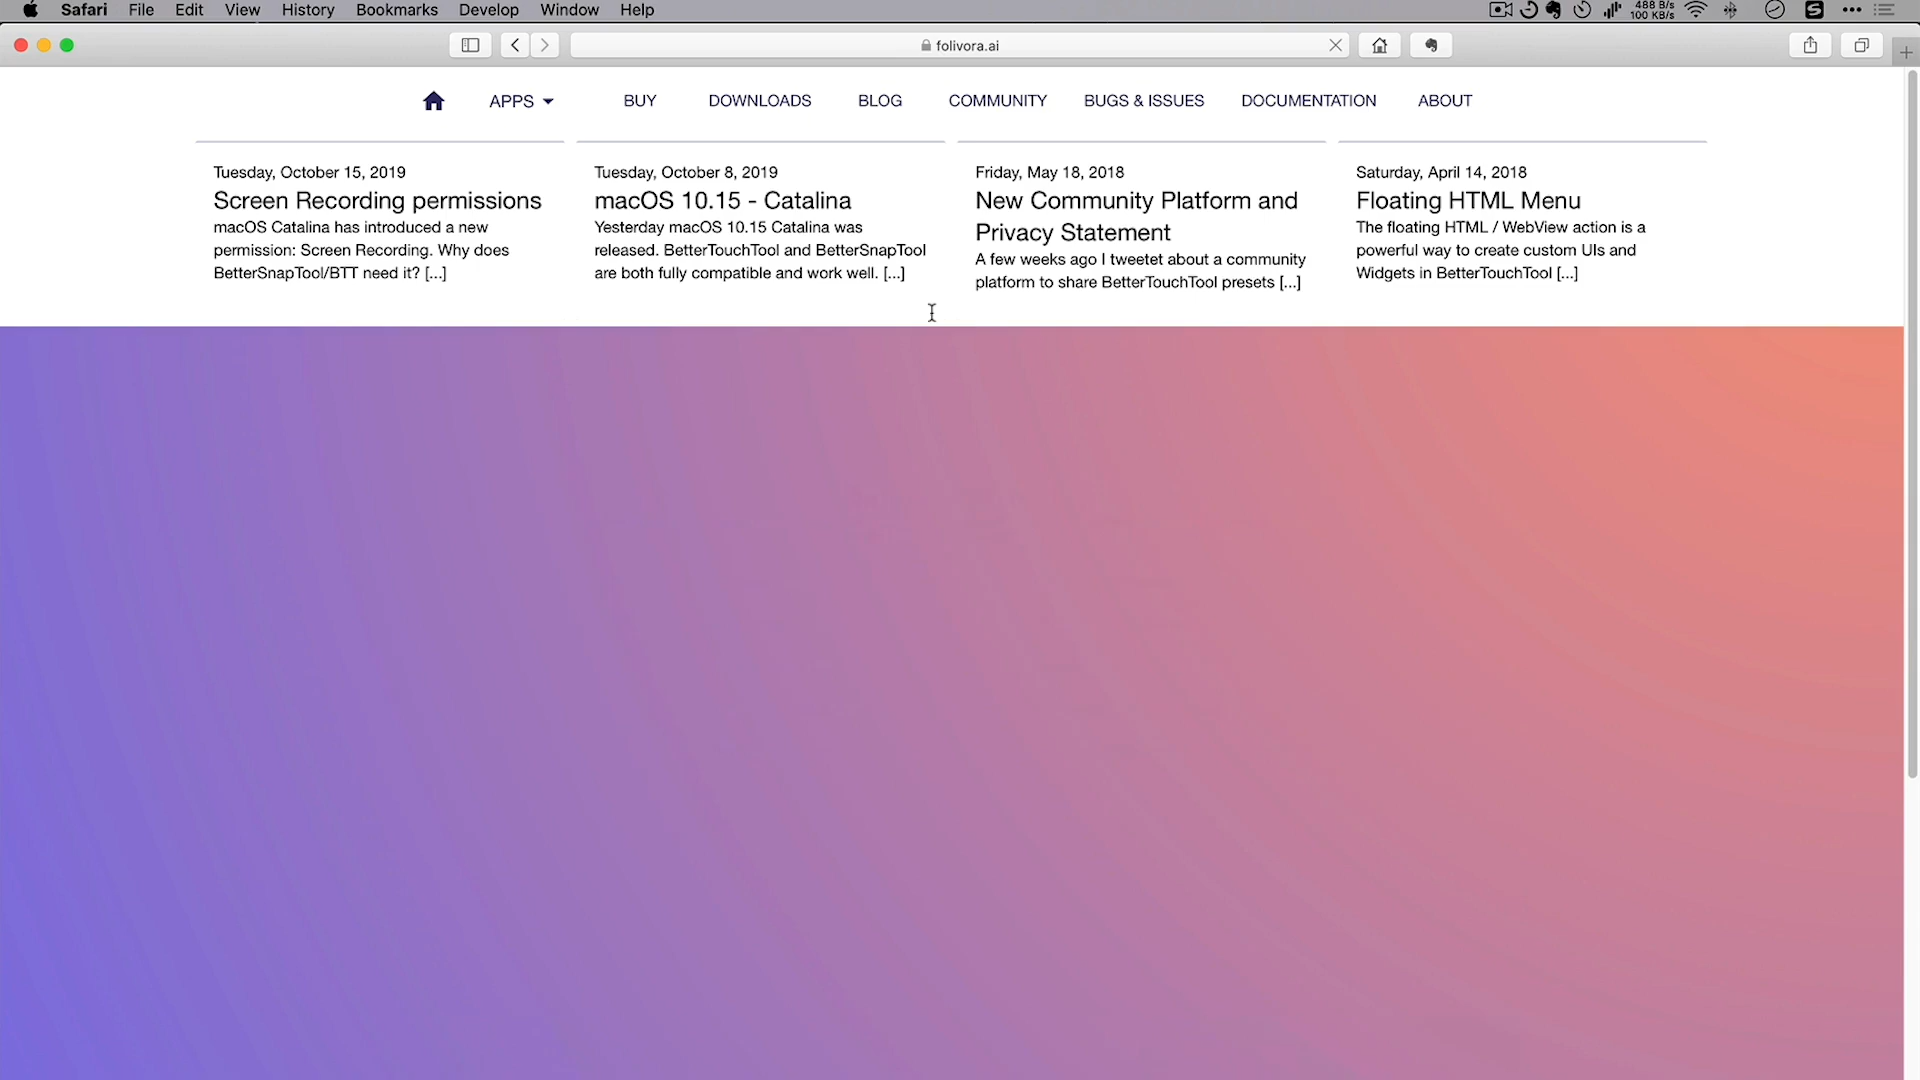 Safari File Edit View History Bookmarks Develop Window Help
488 B/s
100 KB/s
folivora.ai
APPS BUY DOWNLOADS BLOG COMMUNITY BUGS & ISSUES DOCUMENTATION ABOUT
Tuesday, October 15, 2019
Screen Recording permissions
macOS Catalina has introduced a new
permission: Screen Recording. Why does
BetterSnapTool/BTT need it? [...]
Tuesday, October 8, 2019
macOS 10.15 - Catalina
Yesterday macOS 10.15 Catalina was
released. BetterTouchTool and BetterSnapTool
are both fully compatible and work well. [...]
Friday, May 18, 2018
New Community Platform and
Privacy Statement
A few weeks ago I tweetet about a community
platform to share BetterTouchTool presets [...]
Saturday, April 14, 2018
Floating HTML Menu
The floating HTML / WebView action is a
powerful way to create custom UIs and
Widgets in BetterTouchTool [...]